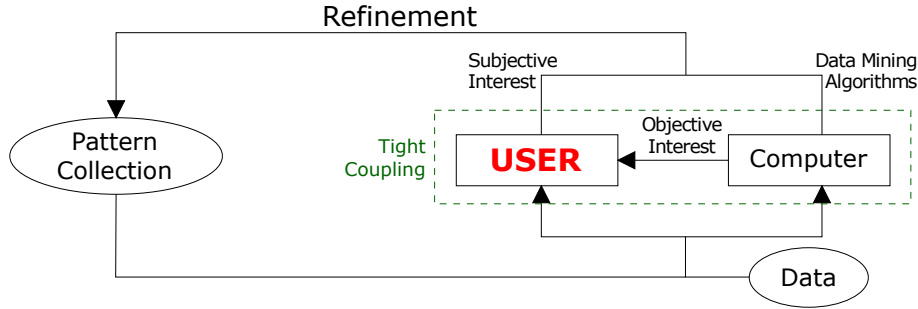 Refinement
Subjective
Interest
Data Mining
Algorithms
Pattern
Collection
Tight
Coupling
USER
Objective
Interest
Computer
Data